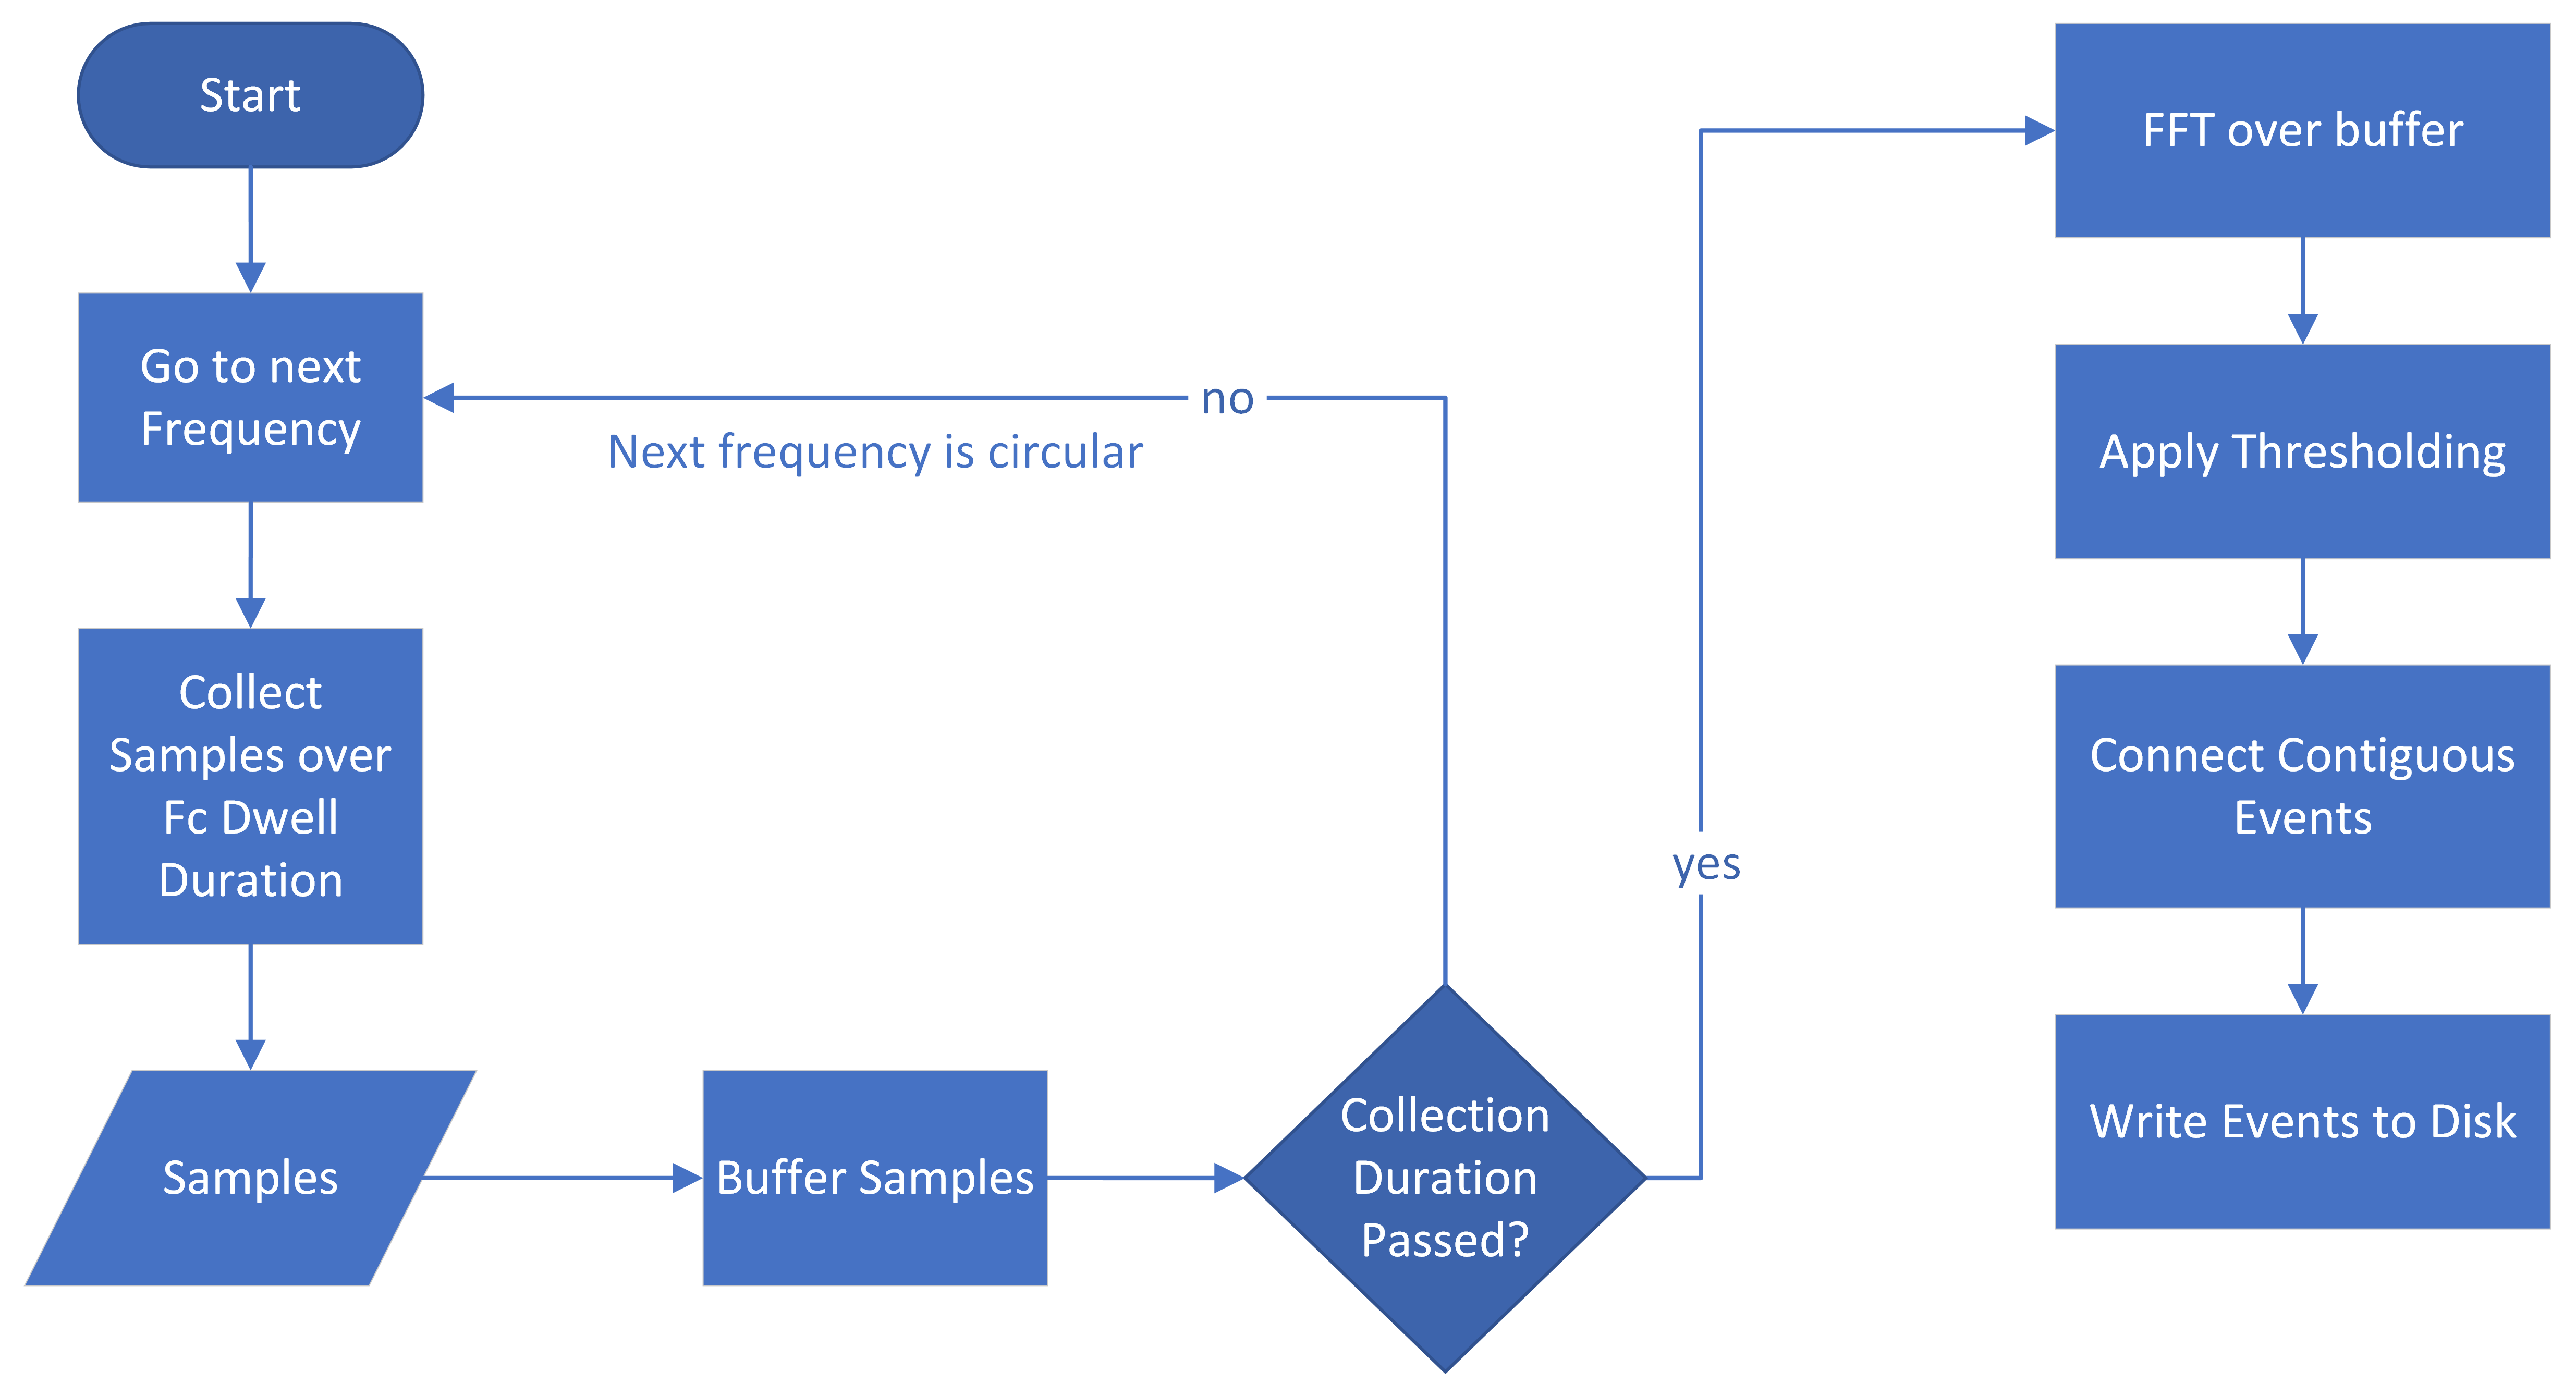 Start
Go to next
Frequency
Collect
Samples over
Fc Dwell
Duration
Samples
Buffer Samples
Collection
Duration
Passed?
no
Next frequency is circular
yes
FFT over buffer
Apply Thresholding
Connect Contiguous
Events
Write Events to Disk